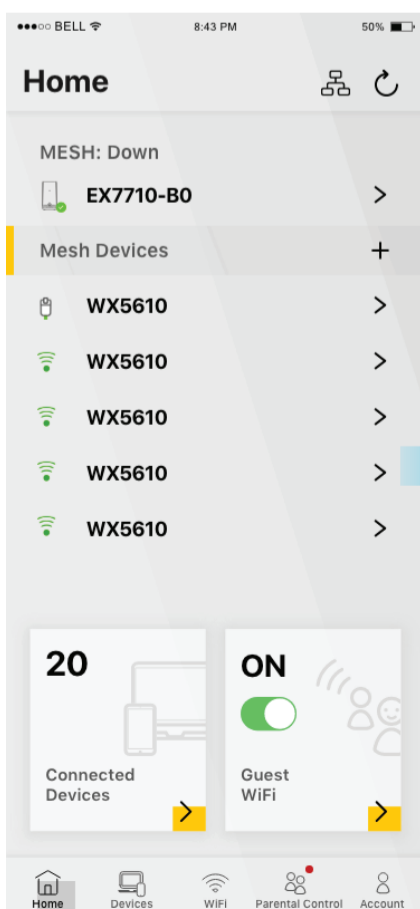 ●●●○○ BELL 8:43 PM 50%
Home
MESH: Down
EX7710-B0
Mesh Devices +
WX5610
WX5610
WX5610
WX5610
WX5610
20
Connected
Devices
ON
Guest
WiFi
Home Devices WiFi Parental Control Account